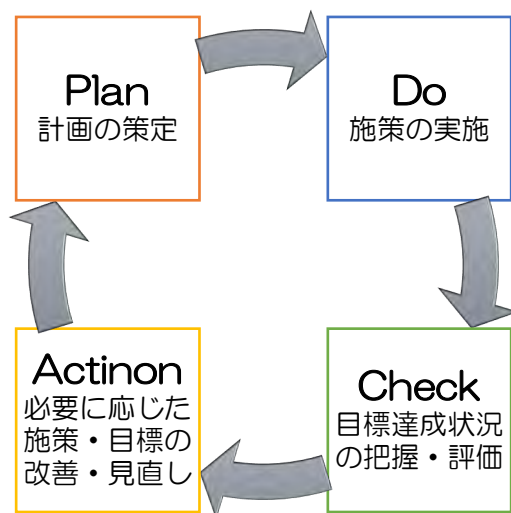 Plan
計画の策定
Do
施策の実施
Check
目標達成状況
の把握・評価
Actinon
必要に応じた
施策・目標の
改善・見直し